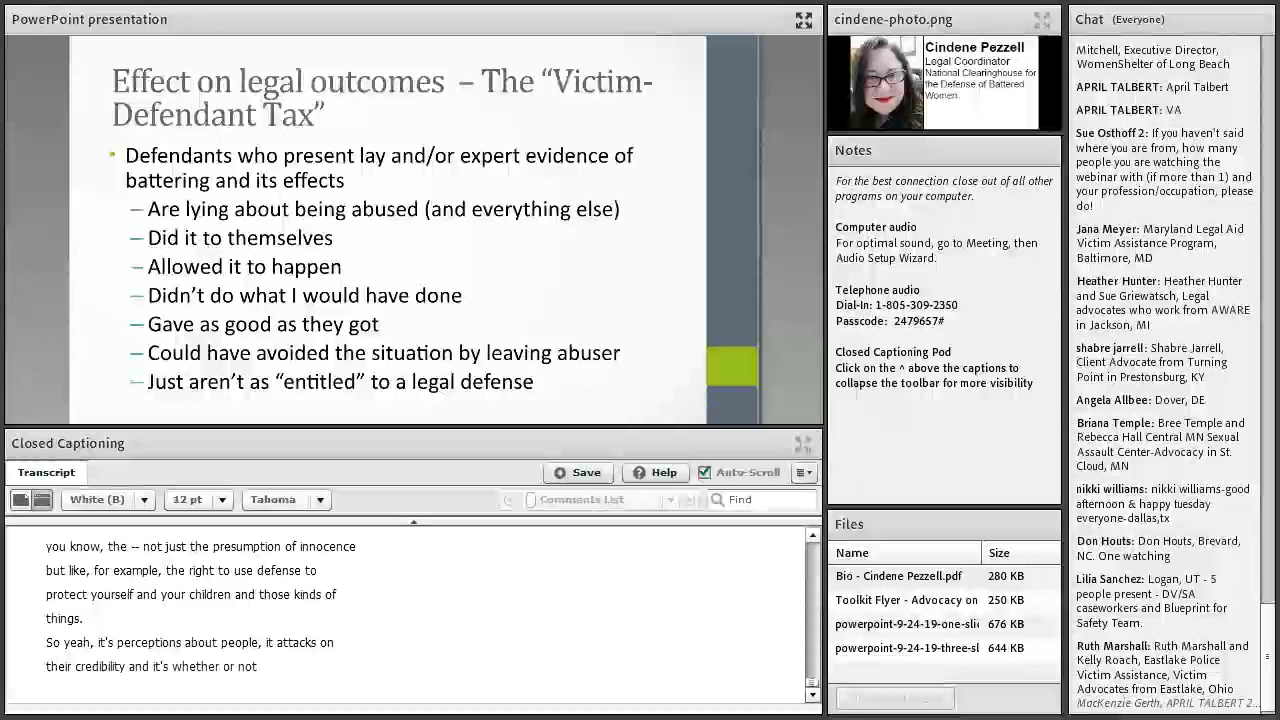 PowerPoint presentation
Effect on legal outcomes – The “Victim-
Defendant Tax”
Defendants who present lay and/or expert evidence of
battering and its effects
– Are lying about being abused (and everything else)
– Did it to themselves
– Allowed it to happen
– Didn’t do what I would have done
– Gave as good as they got
– Could have avoided the situation by leaving abuser
– Just aren’t as “entitled” to a legal defense
Closed Captioning
Transcript
Save
Help
Auto-Scroll
White (B)
12 pt
Tahoma
Comments List
Find
you know, the -- not just the presumption of innocence
but like, for example, the right to use defense to
protect yourself and your children and those kinds of
things.
So yeah, it's perceptions about people, it attacks on
their credibility and it's whether or not
cindene-photo.png
Cindene Pezzell
Legal Coordinator
National Clearinghouse for
the Defense of Battered
Women
Notes
For the best connection close out of all other
programs on your computer.
Computer audio
For optimal sound, go to Meeting, then
Audio Setup Wizard.
Telephone audio
Dial-In: 1-805-309-2350
Passcode: 2479657#
Closed Captioning Pod
Click on the ^ above the captions to
collapse the toolbar for more visibility
Files
Name Size
Bio - Cindene Pezzell.pdf 280 KB
Toolkit Flyer - Advocacy on 250 KB
powerpoint-9-24-19-one-sli 676 KB
powerpoint-9-24-19-three-sl 644 KB
Chat (Everyone)
Mitchell, Executive Director,
WomenShelter of Long Beach
APRIL TALBERT: April Talbert
APRIL TALBERT: VA
Sue Osthoff 2: If you haven't said
where you are from, how many
people you are watching the
webinar with (if more than 1) and
your profession/occupation, please
do!
Jana Meyer: Maryland Legal Aid
Victim Assistance Program,
Baltimore, MD
Heather Hunter: Heather Hunter
and Sue Griewatsch, Legal
advocates who work from AWARE
in Jackson, MI
shabre jarrell: Shabre Jarrell,
Client Advocate from Turning
Point in Prestonsburg, KY
Angela Allbee: Dover, DE
Briana Temple: Bree Temple and
Rebecca Hall Central MN Sexual
Assault Center-Advocacy in St.
Cloud, MN
nikki williams: nikki williams-good
afternoon & happy tuesday
everyone-dallas,tx
Don Houts: Don Houts, Brevard,
NC. One watching
Lilia Sanchez: Logan, UT - 5
people present - DV/SA
caseworkers and Blueprint for
Safety Team.
Ruth Marshall: Ruth Marshall and
Kelly Roach, Eastlake Police
Victim Assistance, Victim
Advocates from Eastlake, Ohio
MacKenzie Gerth, APRIL TALBERT 2...